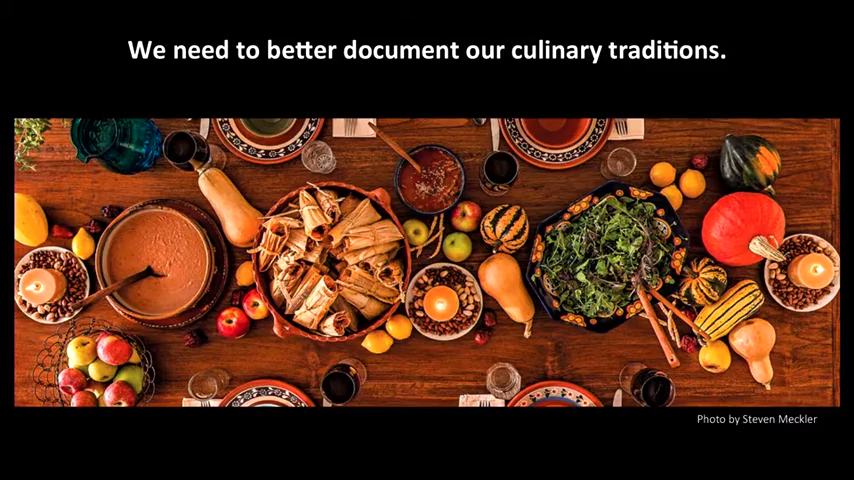 We need to better document our culinary traditions.
Photo by Steven Meckler